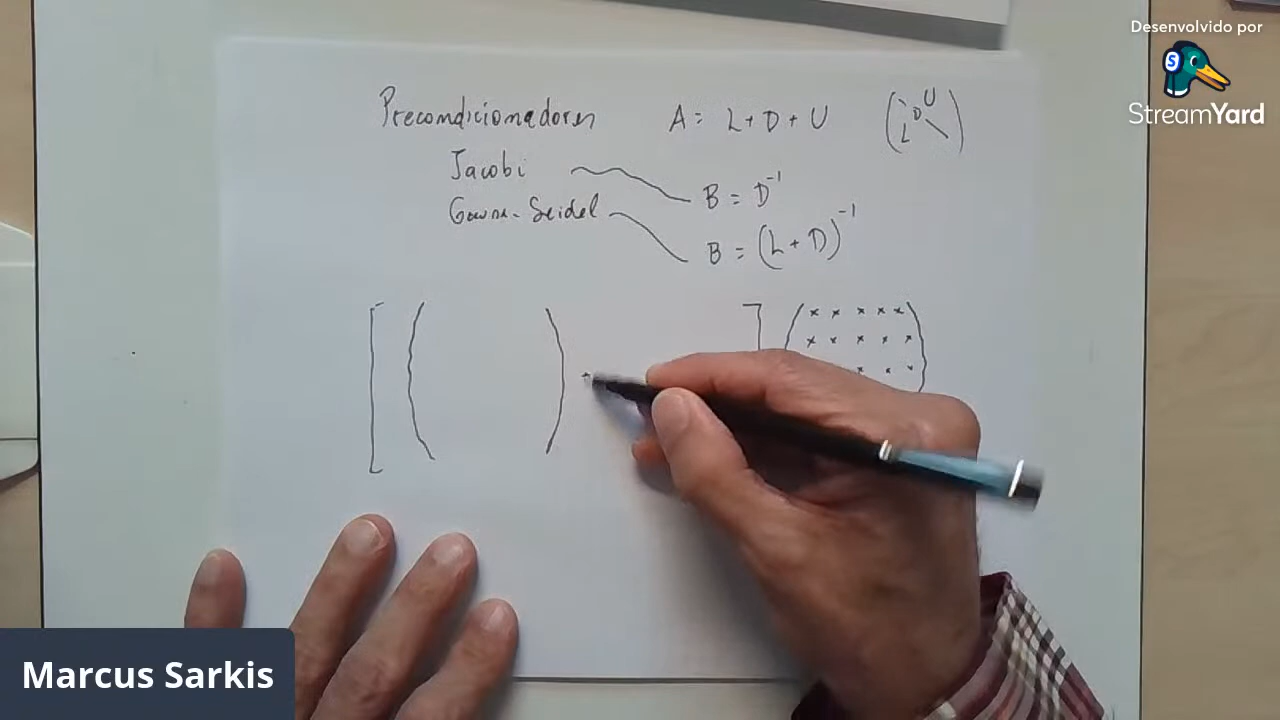 Desenvolvido por
StreamYard
Precondicionadores A = L + D + U ( D U L )
Jacobi B = D⁻¹
Gauss-Seidel B = (L + D)⁻¹
[ ( ) + ] ( x x x x x
x x x x x
x x x )
Marcus Sarkis